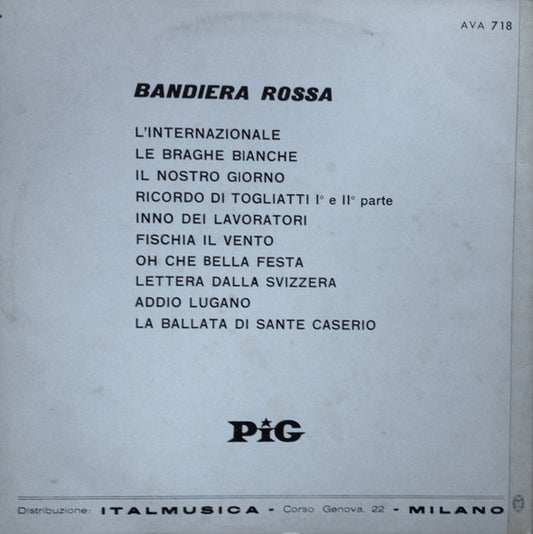 AVA 718
BANDIERA ROSSA
L'INTERNAZIONALE
LE BRAGHE BIANCHE
IL NOSTRO GIORNO
RICORDO DI TOGLIATTI I° e II° parte
INNO DEI LAVORATORI
FISCHIA IL VENTO
OH CHE BELLA FESTA
LETTERA DALLA SVIZZERA
ADDIO LUGANO
LA BALLATA DI SANTE CASERIO
PiG
Distribuzione: ITALMUSICA - Corso Genova, 22 - MILANO